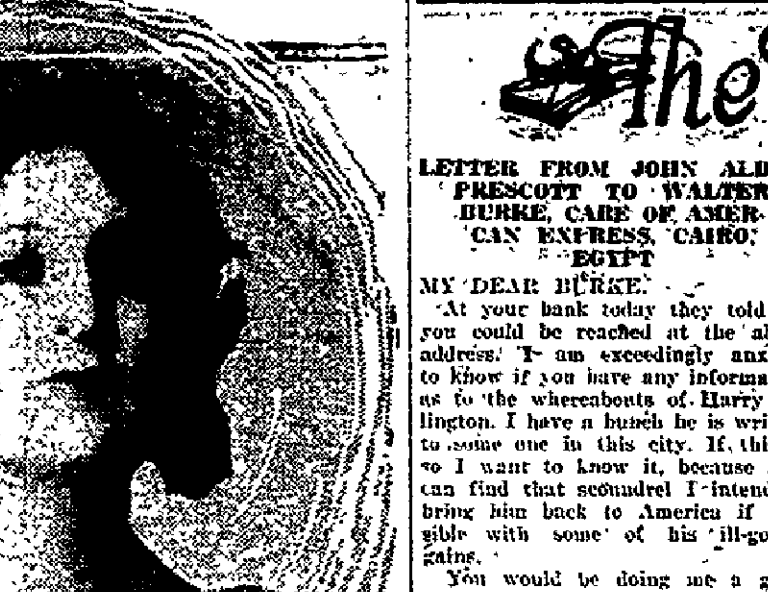 The
LETTER FROM JOHN ALD
PRESCOTT TO WALTER
BURKE, CARE OF AMER-
CAN EXPRESS, CAIRO,
EGYPT
MY DEAR BURKE:
At your bank today they told
you could be reached at the a
address. I am exceedingly anx
to know if you have any informa
as to the whereabouts of Harry
lington. I have a hunch he is wri
to some one in this city. If, thi
so I want to know it, because
can find that scoundrel I intend
bring him back to America if
sible with some of his ill-go
gains.
You would be doing me a g